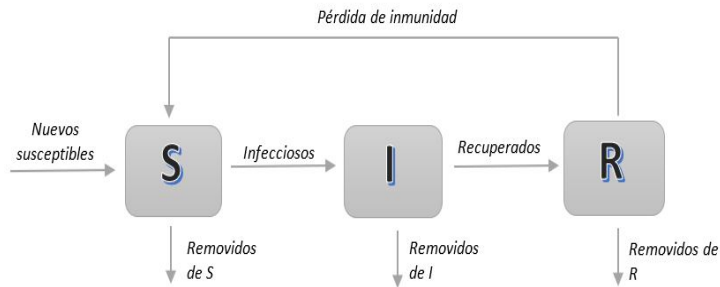 Pérdida de inmunidad
Nuevos
susceptibles
S
Infecciosos
I
Recuperados
R
Removidos
de S
Removidos
de I
Removidos de
R